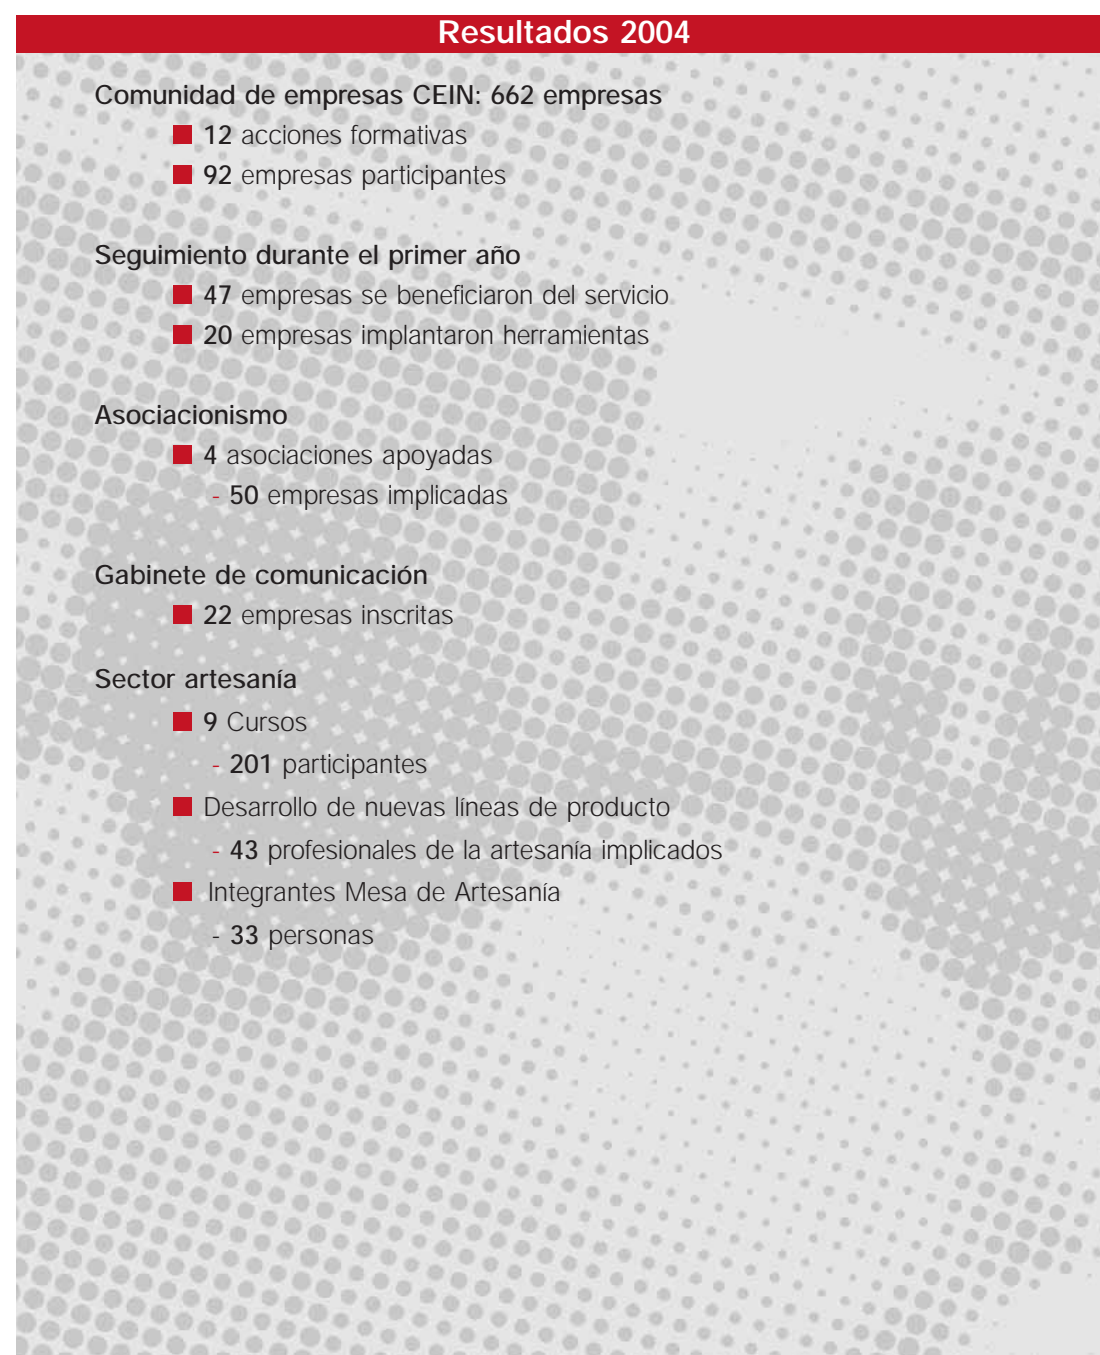 Resultados 2004
Comunidad de empresas CEIN: 662 empresas
12 acciones formativas
92 empresas participantes
Seguimiento durante el primer año
47 empresas se beneficiaron del servicio
20 empresas implantaron herramientas
Asociacionismo
4 asociaciones apoyadas
- 50 empresas implicadas
Gabinete de comunicación
22 empresas inscritas
Sector artesanía
9 Cursos
- 201 participantes
Desarrollo de nuevas líneas de producto
- 43 profesionales de la artesanía implicados
Integrantes Mesa de Artesanía
- 33 personas